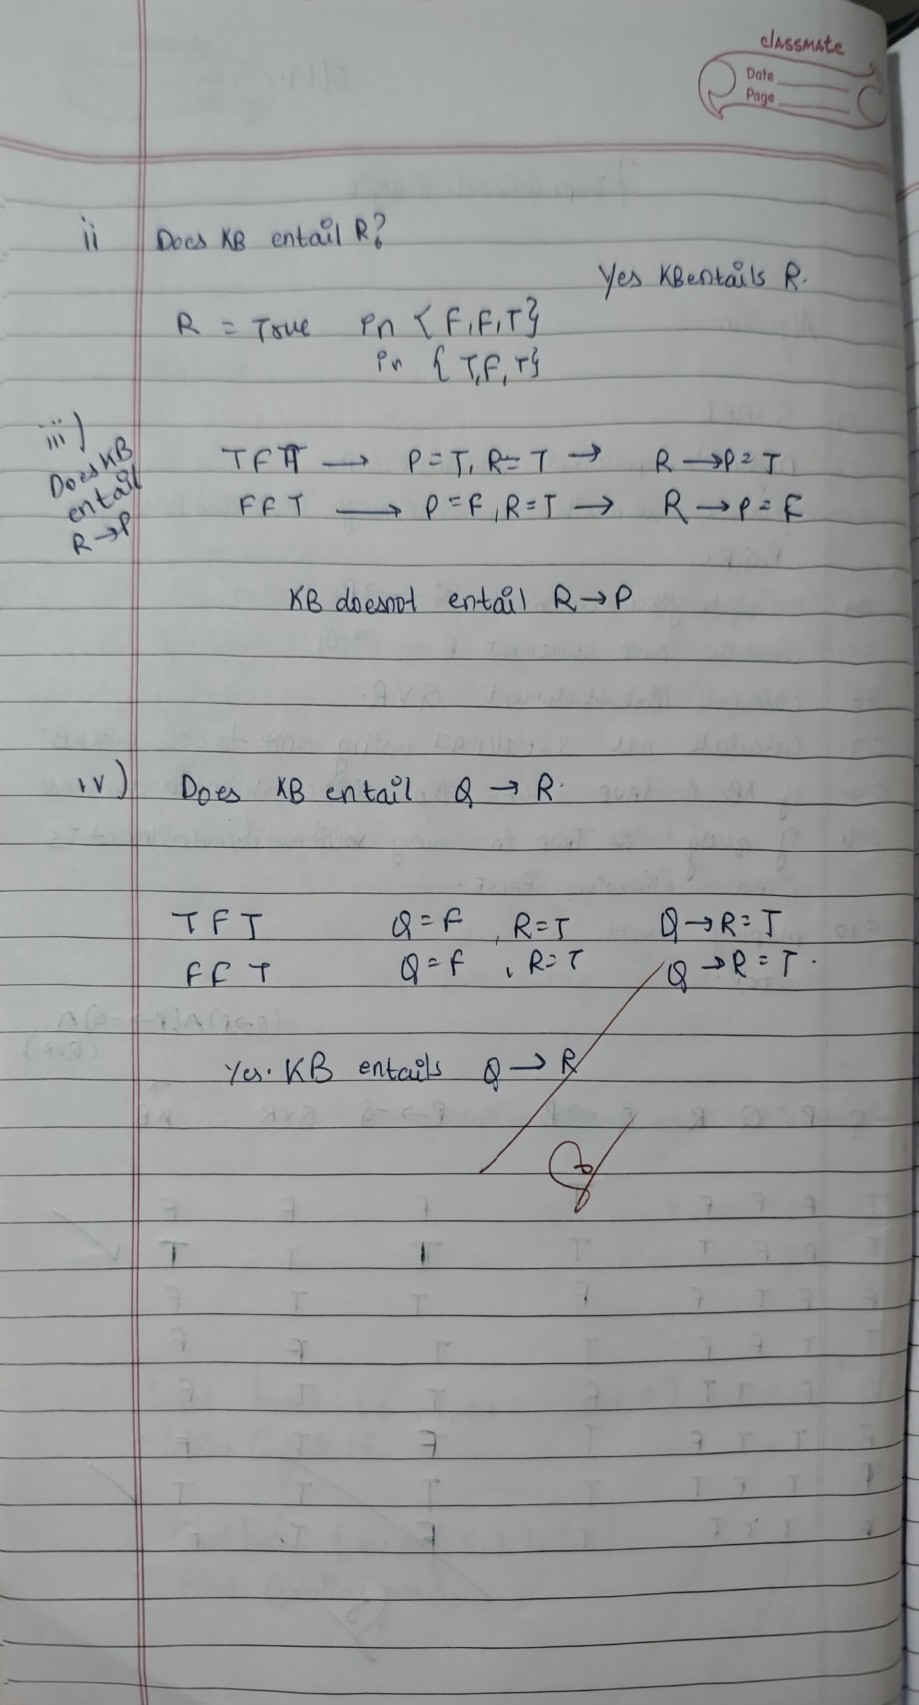 classmate
Date
Page
ii Does KB entail R?
Yes KB entails R.
R = True in {F, F, T}
in {T, F, T}
iii) Does KB entail R→P
TFT → P=T, R=T → R→P=T
FFT → P=F, R=T → R→P=F
KB doesnot entail R→P
iv) Does KB entail Q → R.
TFT Q=F, R=T Q→R=T
FFT Q=F, R=T Q→R=T.
Yes. KB entails Q → R